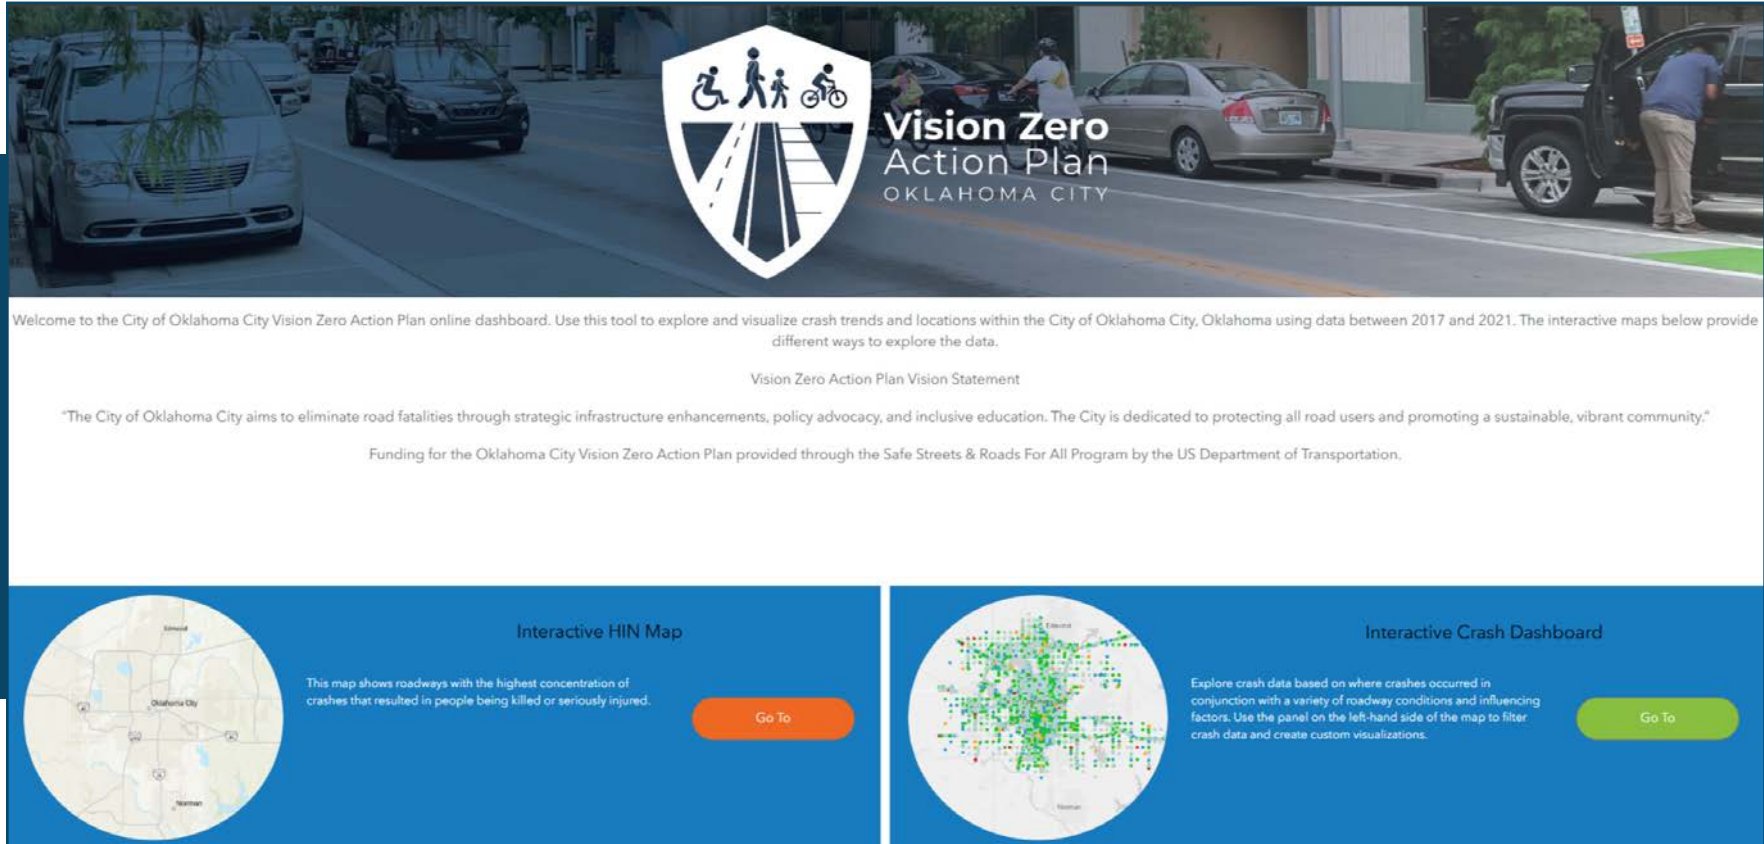 Vision Zero
Action Plan
OKLAHOMA CITY
Welcome to the City of Oklahoma City Vision Zero Action Plan online dashboard. Use this tool to explore and visualize crash trends and locations within the City of Oklahoma City, Oklahoma using data between 2017 and 2021. The interactive maps below provide
different ways to explore the data.
Vision Zero Action Plan Vision Statement
"The City of Oklahoma City aims to eliminate road fatalities through strategic infrastructure enhancements, policy advocacy, and inclusive education. The City is dedicated to protecting all road users and promoting a sustainable, vibrant community."
Funding for the Oklahoma City Vision Zero Action Plan provided through the Safe Streets & Roads For All Program by the US Department of Transportation.
Edmond
Oklahoma City
Norman
Interactive HIN Map
This map shows roadways with the highest concentration of
crashes that resulted in people being killed or seriously injured.
Go To
Edmond
Norman
Interactive Crash Dashboard
Explore crash data based on where crashes occurred in
conjunction with a variety of roadway conditions and influencing
factors. Use the panel on the left-hand side of the map to filter
crash data and create custom visualizations.
Go To